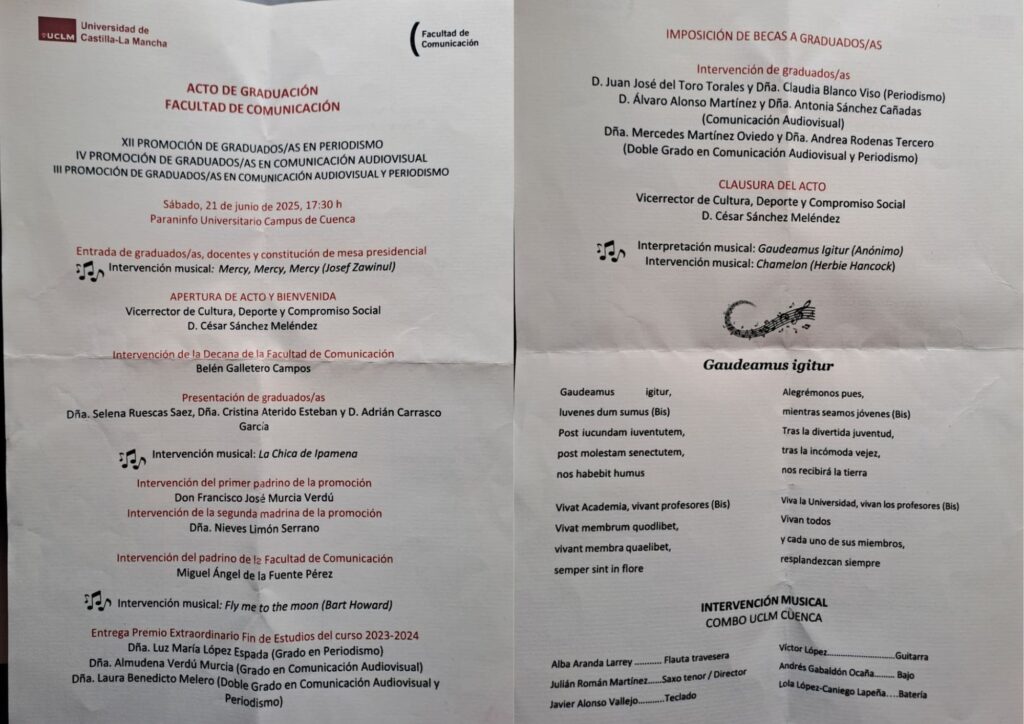 UCLM
Universidad de
Castilla-La Mancha
Facultad de
Comunicación
ACTO DE GRADUACIÓN
FACULTAD DE COMUNICACIÓN
XII PROMOCIÓN DE GRADUADOS/AS EN PERIODISMO
IV PROMOCIÓN DE GRADUADOS/AS EN COMUNICACIÓN AUDIOVISUAL
III PROMOCIÓN DE GRADUADOS/AS EN COMUNICACIÓN AUDIOVISUAL Y PERIODISMO
Sábado, 21 de junio de 2025, 17:30 h
Paraninfo Universitario Campus de Cuenca
Entrada de graduados/as, docentes y constitución de mesa presidencial
Intervención musical: Mercy, Mercy, Mercy (Josef Zawinul)
APERTURA DE ACTO Y BIENVENIDA
Vicerrector de Cultura, Deporte y Compromiso Social
D. César Sánchez Meléndez
Intervención de la Decana de la Facultad de Comunicación
Belén Galletero Campos
Presentación de graduados/as
Dña. Selena Ruescas Saez, Dña. Cristina Aterido Esteban y D. Adrián Carrasco
García
Intervención musical: La Chica de Ipamena
Intervención del primer padrino de la promoción
Don Francisco José Murcia Verdú
Intervención de la segunda madrina de la promoción
Dña. Nieves Limón Serrano
Intervención del padrino de la Facultad de Comunicación
Miguel Ángel de la Fuente Pérez
Intervención musical: Fly me to the moon (Bart Howard)
Entrega Premio Extraordinario Fin de Estudios del curso 2023-2024
Dña. Luz María López Espada (Grado en Periodismo)
Dña. Almudena Verdú Murcia (Grado en Comunicación Audiovisual)
Dña. Laura Benedicto Melero (Doble Grado en Comunicación Audiovisual y
Periodismo)
IMPOSICIÓN DE BECAS A GRADUADOS/AS
Intervención de graduados/as
D. Juan José del Toro Torales y Dña. Claudia Blanco Viso (Periodismo)
D. Álvaro Alonso Martínez y Dña. Antonia Sánchez Cañadas
(Comunicación Audiovisual)
Dña. Mercedes Martínez Oviedo y Dña. Andrea Rodenas Tercero
(Doble Grado en Comunicación Audiovisual y Periodismo)
CLAUSURA DEL ACTO
Vicerrector de Cultura, Deporte y Compromiso Social
D. César Sánchez Meléndez
Interpretación musical: Gaudeamus Igitur (Anónimo)
Intervención musical: Chamelon (Herbie Hancock)
Gaudeamus igitur
Gaudeamus igitur,
Iuvenes dum sumus (Bis)
Post iucundam iuventutem,
post molestam senectutem,
nos habebit humus
Vivat Academia, vivant profesores (Bis)
Vivat membrum quodlibet,
vivant membra quaelibet,
semper sint in flore
Alegrémonos pues,
mientras seamos jóvenes (Bis)
Tras la divertida juventud,
tras la incómoda vejez,
nos recibirá la tierra
Viva la Universidad, vivan los profesores (Bis)
Vivan todos
y cada uno de sus miembros,
resplandezcan siempre
INTERVENCIÓN MUSICAL
COMBO UCLM CUENCA
Alba Aranda Larrey ........... Flauta travesera
Julián Román Martínez.....Saxo tenor / Director
Javier Alonso Vallejo...........Teclado
Víctor López............................Guitarra
Andrés Gabaldón Ocaña......... Bajo
Lola López-Caniego Lapeña....Batería